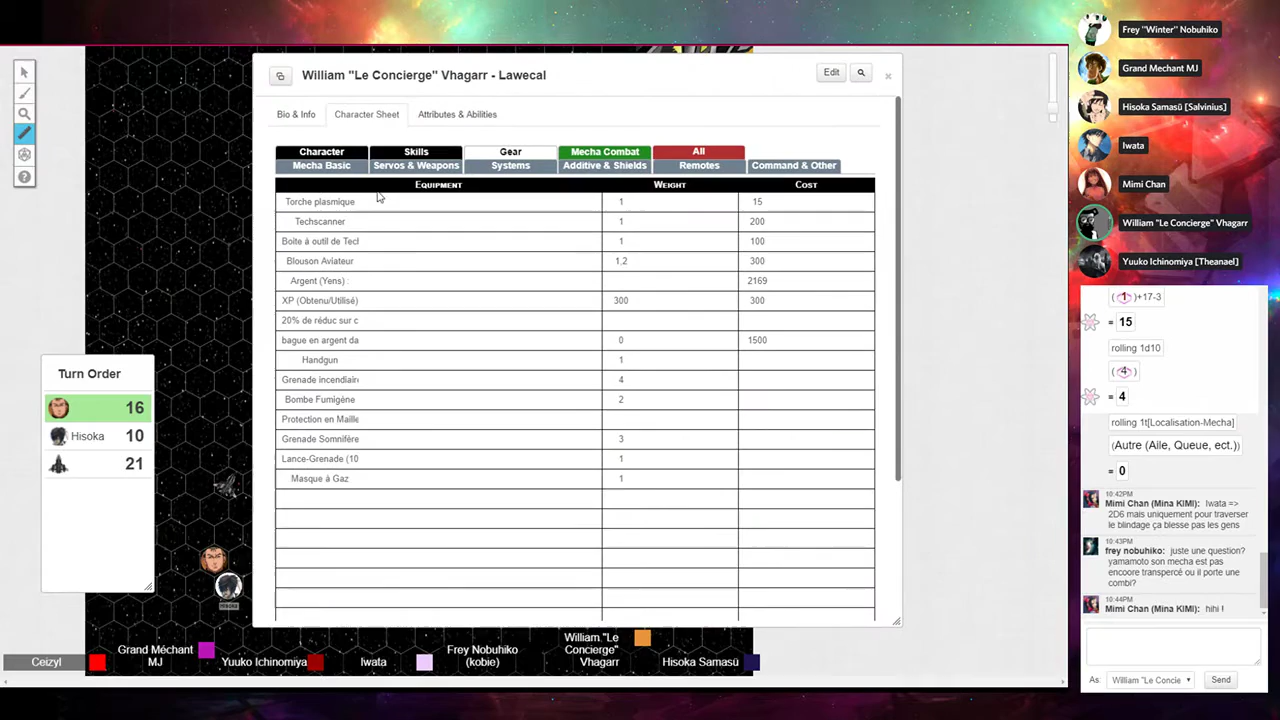 William "Le Concierge" Vhagarr - Lawecal
Edit
Bio & Info
Character Sheet
Attributes & Abilities
Character
Skills
Gear
Mecha Combat
All
Mecha Basic
Servos & Weapons
Systems
Additive & Shields
Remotes
Command & Other
Equipment Weight Cost
Torche plasmique 1 15
Techscanner 1 200
Boite à outil de Tecl 1 100
Blouson Aviateur 1,2 300
Argent (Yens) : 2169
XP (Obtenu/Utilisé) 300 300
20% de réduc sur c
bague en argent da 0 1500
Handgun 1
Grenade incendiaire 4
Bombe Fumigène 2
Protection en Maille
Grenade Somnifère 3
Lance-Grenade (10 1
Masque à Gaz 1
Turn Order
16
Hisoka 10
21
HISOKA
Ceizyl
Grand Méchant
MJ
Yuuko Ichinomiya
Iwata
Frey Nobuhiko
(kobie)
William "Le
Concierge"
Vhagarr
Hisoka Samasū
Frey "Winter" Nobuhiko
Grand Mechant MJ
Hisoka Samasū [Salvinius]
Iwata
Mimi Chan
William "Le Concierge" Vhagarr
Yuuko Ichinomiya [Theanael]
(1)+17-3
= 15
rolling 1d10
(4)
= 4
rolling 1t[Localisation-Mecha]
(Autre (Aile, Queue, ect.))
= 0
10:42PM
Mimi Chan (Mina KIMI): Iwata =>
2D6 mais uniquement pour traverser
le blindage ça blesse pas les gens
10:43PM
frey nobuhiko: juste une question?
yamamoto son mecha est pas
encoore transpercé ou il porte une
combi?
10:44PM
Mimi Chan (Mina KIMI): hihi !
As:
William "Le Concie
Send